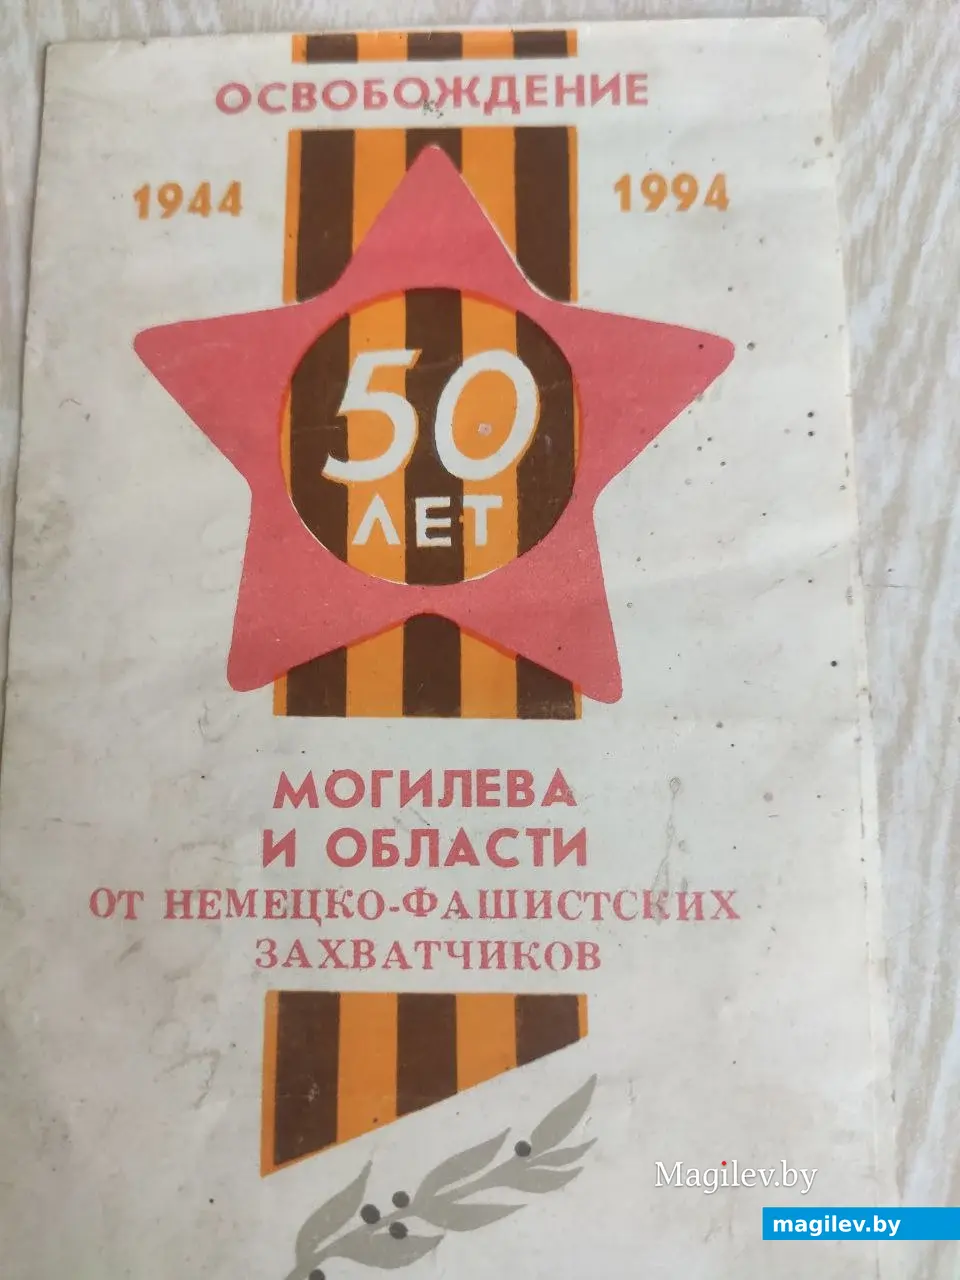 ОСВОБОЖДЕНИЕ
1944 1994
50
ЛЕТ
МОГИЛЕВА
И ОБЛАСТИ
ОТ НЕМЕЦКО-ФАШИСТСКИХ
ЗАХВАТЧИКОВ
Magilev.by
magilev.by